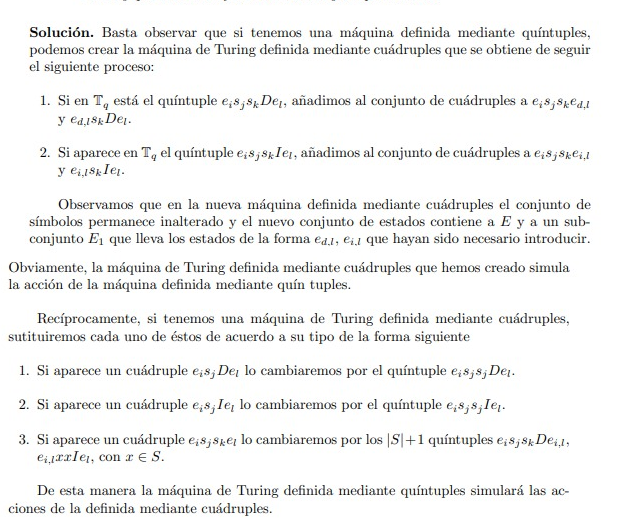 Solución. Basta observar que si tenemos una máquina definida mediante quíntuples,
podemos crear la máquina de Turing definida mediante cuádruples que se obtiene de seguir
el siguiente proceso:
1. Si en 𝕋_q está el quíntuple e_i s_j s_k D e_l, añadimos al conjunto de cuádruples a e_i s_j s_k e_{d,l}
y e_{d,l} s_k D e_l.
2. Si aparece en 𝕋_q el quíntuple e_i s_j s_k I e_l, añadimos al conjunto de cuádruples a e_i s_j s_k e_{i,l}
y e_{i,l} s_k I e_l.
Observamos que en la nueva máquina definida mediante cuádruples el conjunto de
símbolos permanece inalterado y el nuevo conjunto de estados contiene a E y a un sub-
conjunto E_1 que lleva los estados de la forma e_{d,l}, e_{i,l} que hayan sido necesario introducir.
Obviamente, la máquina de Turing definida mediante cuádruples que hemos creado simula
la acción de la máquina definida mediante quín tuples.
Recíprocamente, si tenemos una máquina de Turing definida mediante cuádruples,
sutituiremos cada uno de éstos de acuerdo a su tipo de la forma siguiente
1. Si aparece un cuádruple e_i s_j D e_l lo cambiaremos por el quíntuple e_i s_j s_j D e_l.
2. Si aparece un cuádruple e_i s_j I e_l lo cambiaremos por el quíntuple e_i s_j s_j I e_l.
3. Si aparece un cuádruple e_i s_j s_k e_l lo cambiaremos por los |S|+1 quíntuples e_i s_j s_k D e_{i,l},
e_{i,l} x x I e_l, con x ∈ S.
De esta manera la máquina de Turing definida mediante quíntuples simulará las ac-
ciones de la definida mediante cuádruples.